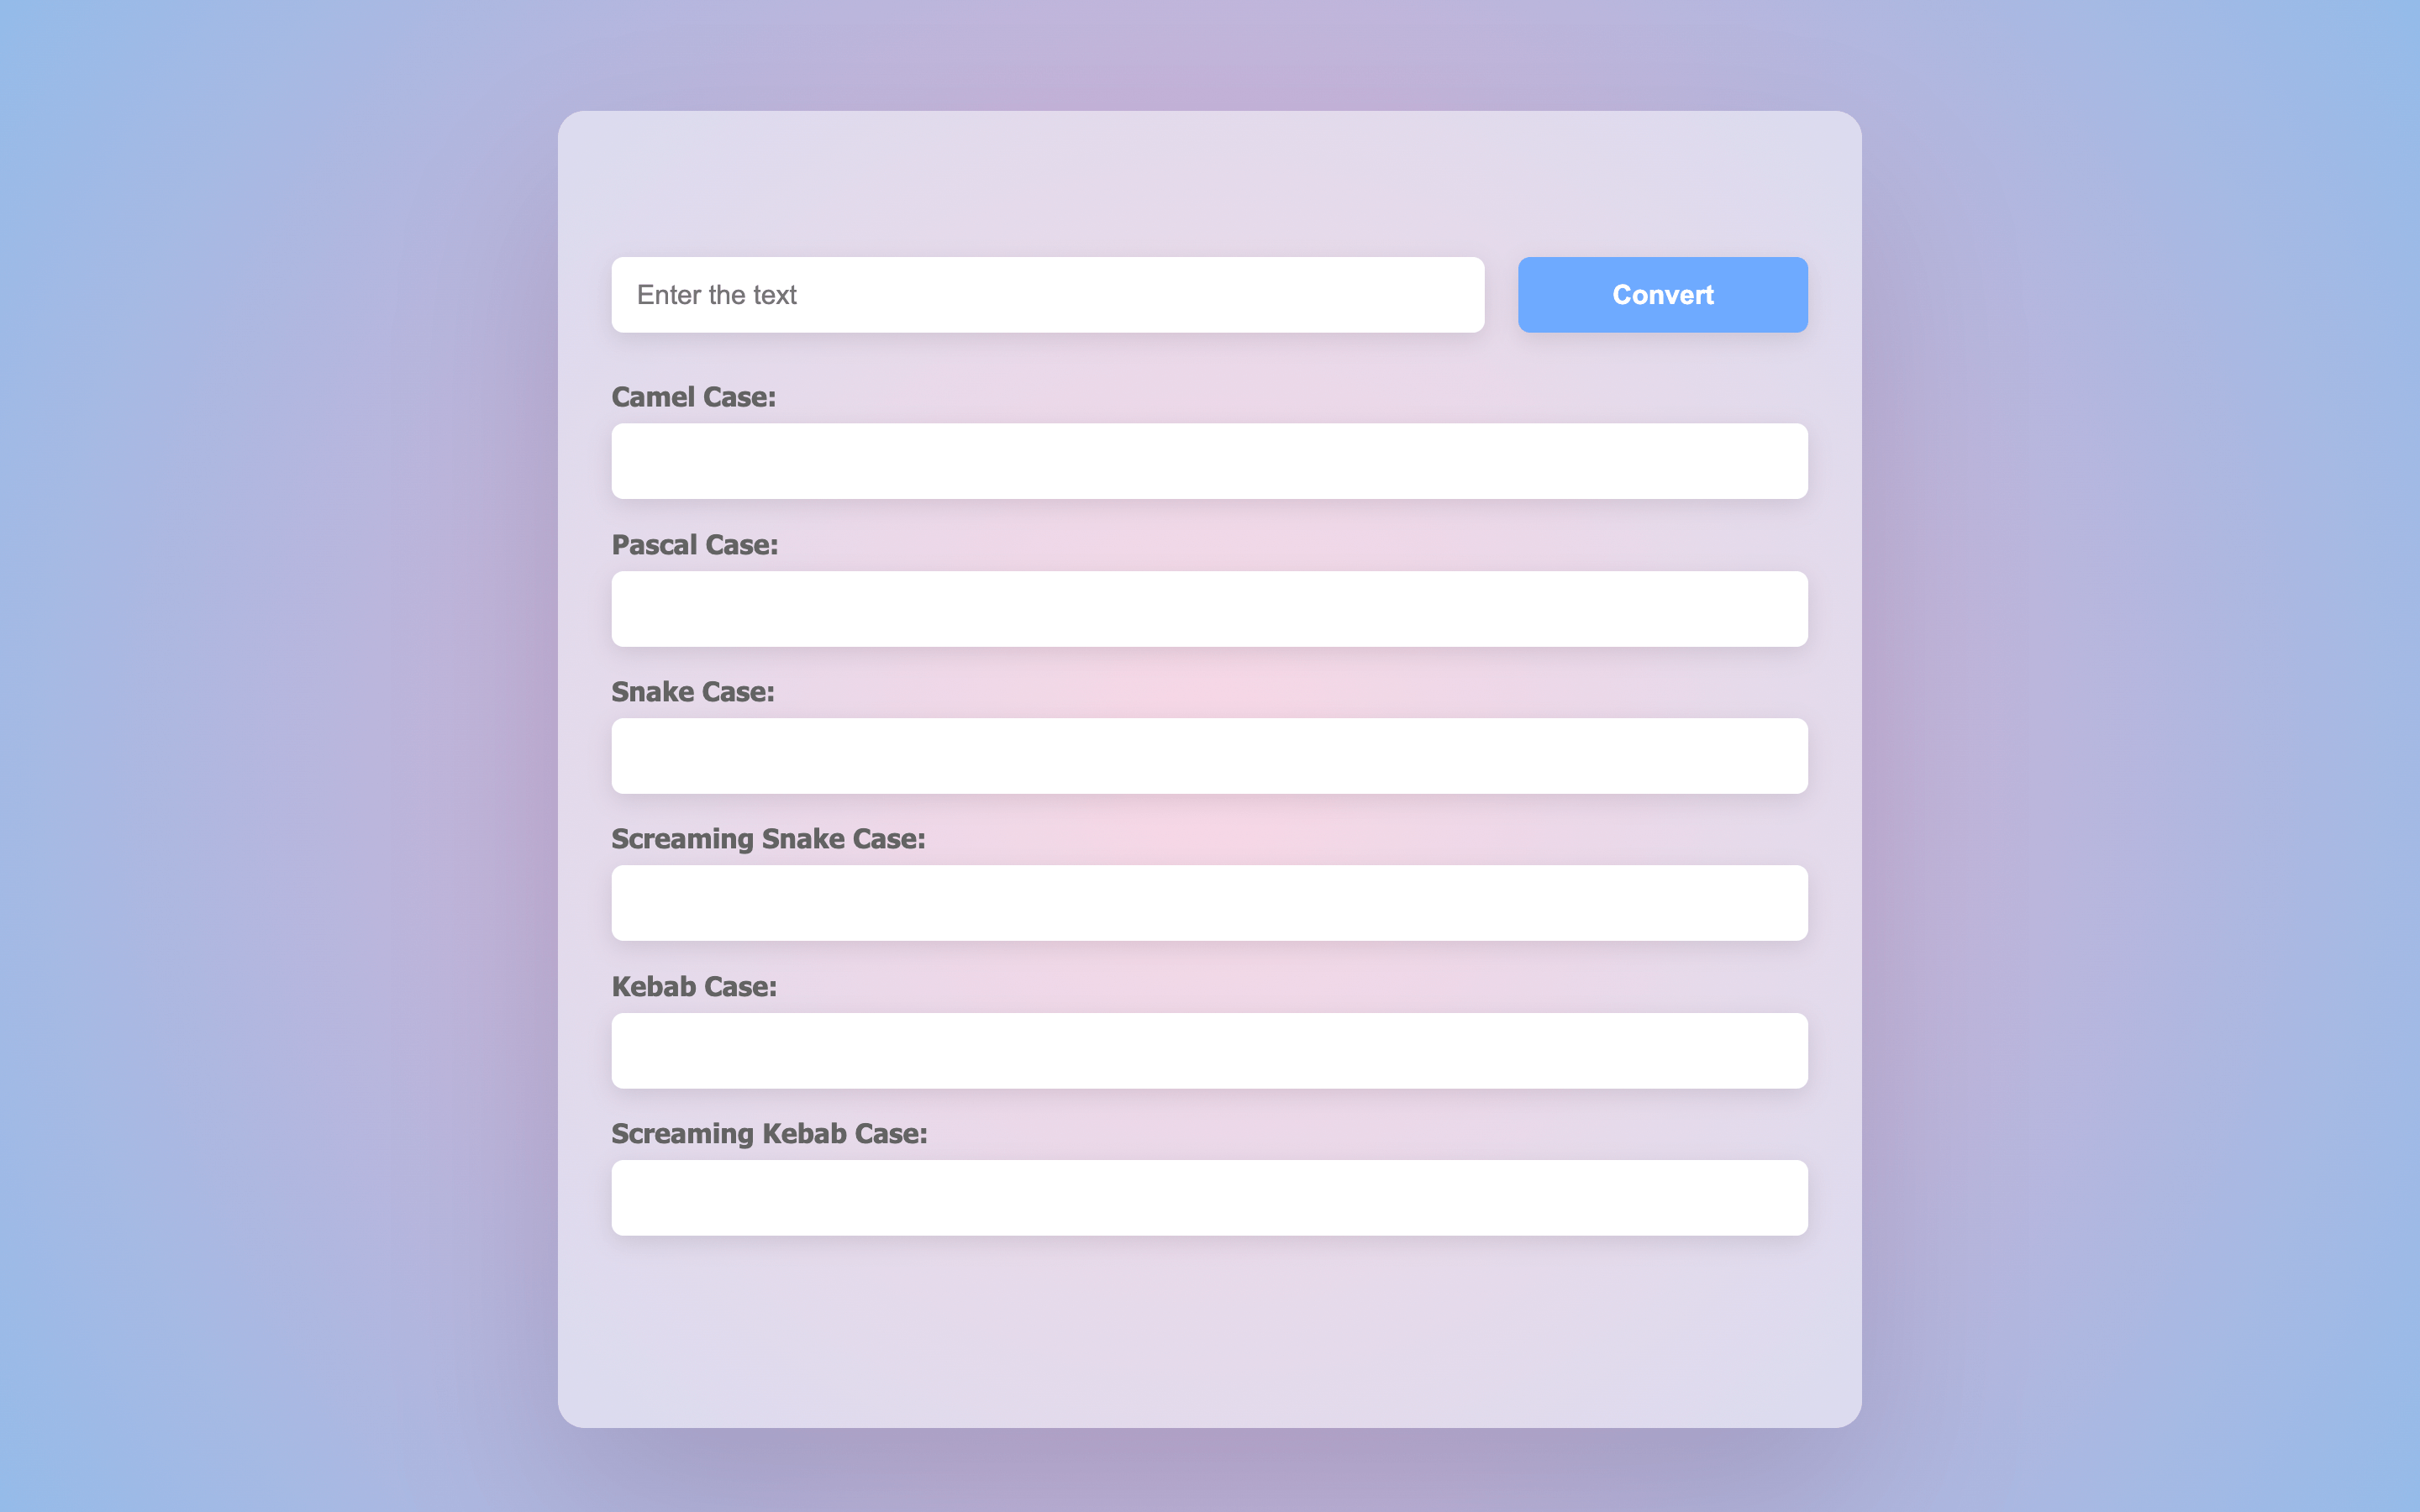 Enter the text
Convert
Camel Case:
Pascal Case:
Snake Case:
Screaming Snake Case:
Kebab Case:
Screaming Kebab Case: